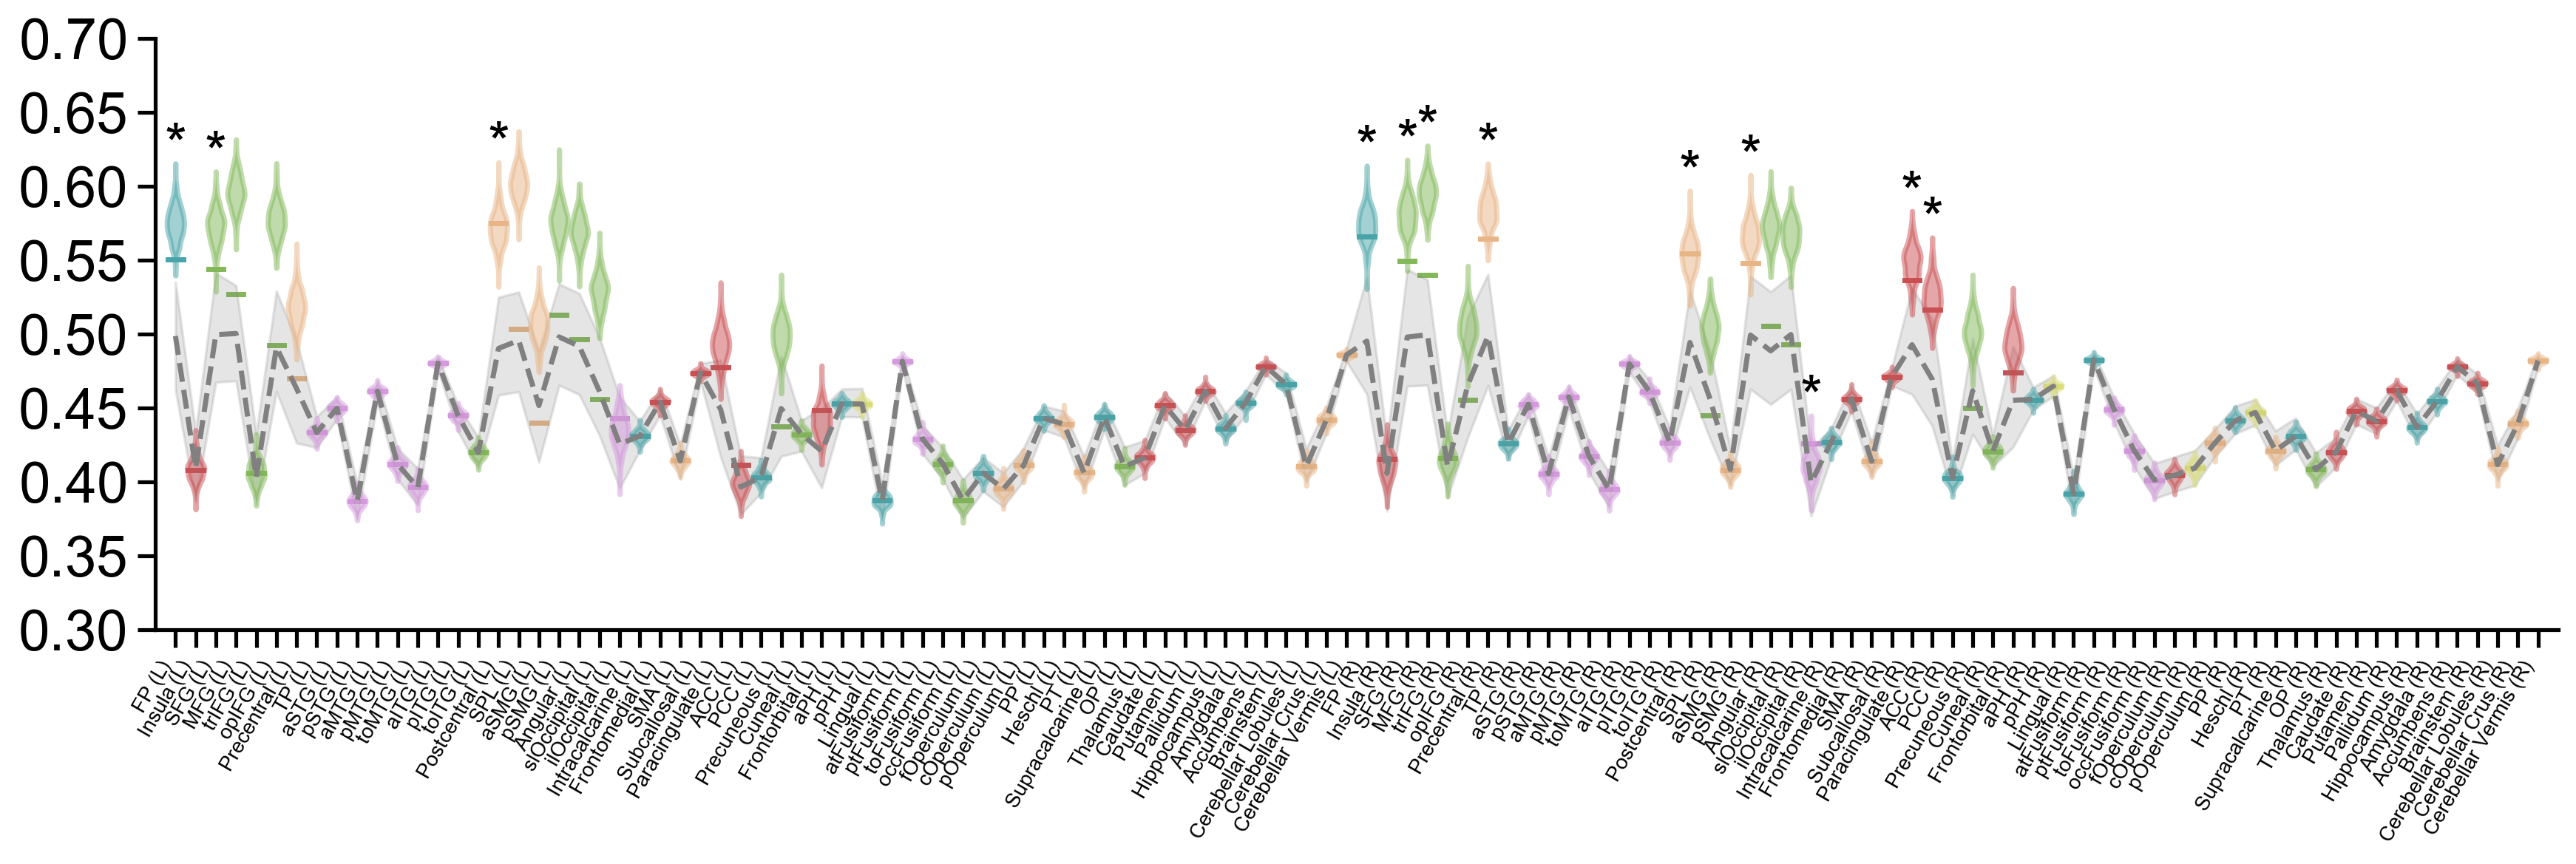 0.70
0.65
0.60
0.55
0.50
0.45
0.40
0.35
0.30
* * * * * * * * * * * *
FP (L)
Insula (L)
SFG (L)
MFG (L)
triFG (L)
opIFG (L)
Precentral (L)
TP (L)
aSTG (L)
pSTG (L)
aMTG (L)
pMTG (L)
toMTG (L)
aITG (L)
pITG (L)
toITG (L)
Postcentral (L)
SPL (L)
aSMG (L)
pSMG (L)
Angular (L)
slOccipital (L)
ilOccipital (L)
Intracalcarine (L)
Frontomedial (L)
SMA (L)
Subcallosal (L)
Paracingulate (L)
ACC (L)
PCC (L)
Precuneous (L)
Cuneal (L)
Frontorbital (L)
aPH (L)
pPH (L)
Lingual (L)
atFusiform (L)
ptFusiform (L)
toFusiform (L)
occFusiform (L)
fOperculum (L)
cOperculum (L)
pOperculum (L)
PP (L)
Heschl (L)
PT (L)
Supracalcarine (L)
OP (L)
Thalamus (L)
Caudate (L)
Putamen (L)
Pallidum (L)
Hippocampus (L)
Amygdala (L)
Accumbens (L)
Brainstem (L)
Cerebellar Lobules (L)
Cerebellar Crus (L)
Cerebellar Vermis (L)
FP (R)
Insula (R)
SFG (R)
MFG (R)
triFG (R)
opIFG (R)
Precentral (R)
TP (R)
aSTG (R)
pSTG (R)
aMTG (R)
pMTG (R)
toMTG (R)
aITG (R)
pITG (R)
toITG (R)
Postcentral (R)
SPL (R)
aSMG (R)
pSMG (R)
Angular (R)
slOccipital (R)
ilOccipital (R)
Intracalcarine (R)
Frontomedial (R)
SMA (R)
Subcallosal (R)
Paracingulate (R)
ACC (R)
PCC (R)
Precuneous (R)
Cuneal (R)
Frontorbital (R)
aPH (R)
pPH (R)
Lingual (R)
atFusiform (R)
ptFusiform (R)
toFusiform (R)
occFusiform (R)
fOperculum (R)
cOperculum (R)
pOperculum (R)
PP (R)
Heschl (R)
PT (R)
Supracalcarine (R)
OP (R)
Thalamus (R)
Caudate (R)
Putamen (R)
Pallidum (R)
Hippocampus (R)
Amygdala (R)
Accumbens (R)
Brainstem (R)
Cerebellar Lobules (R)
Cerebellar Crus (R)
Cerebellar Vermis (R)